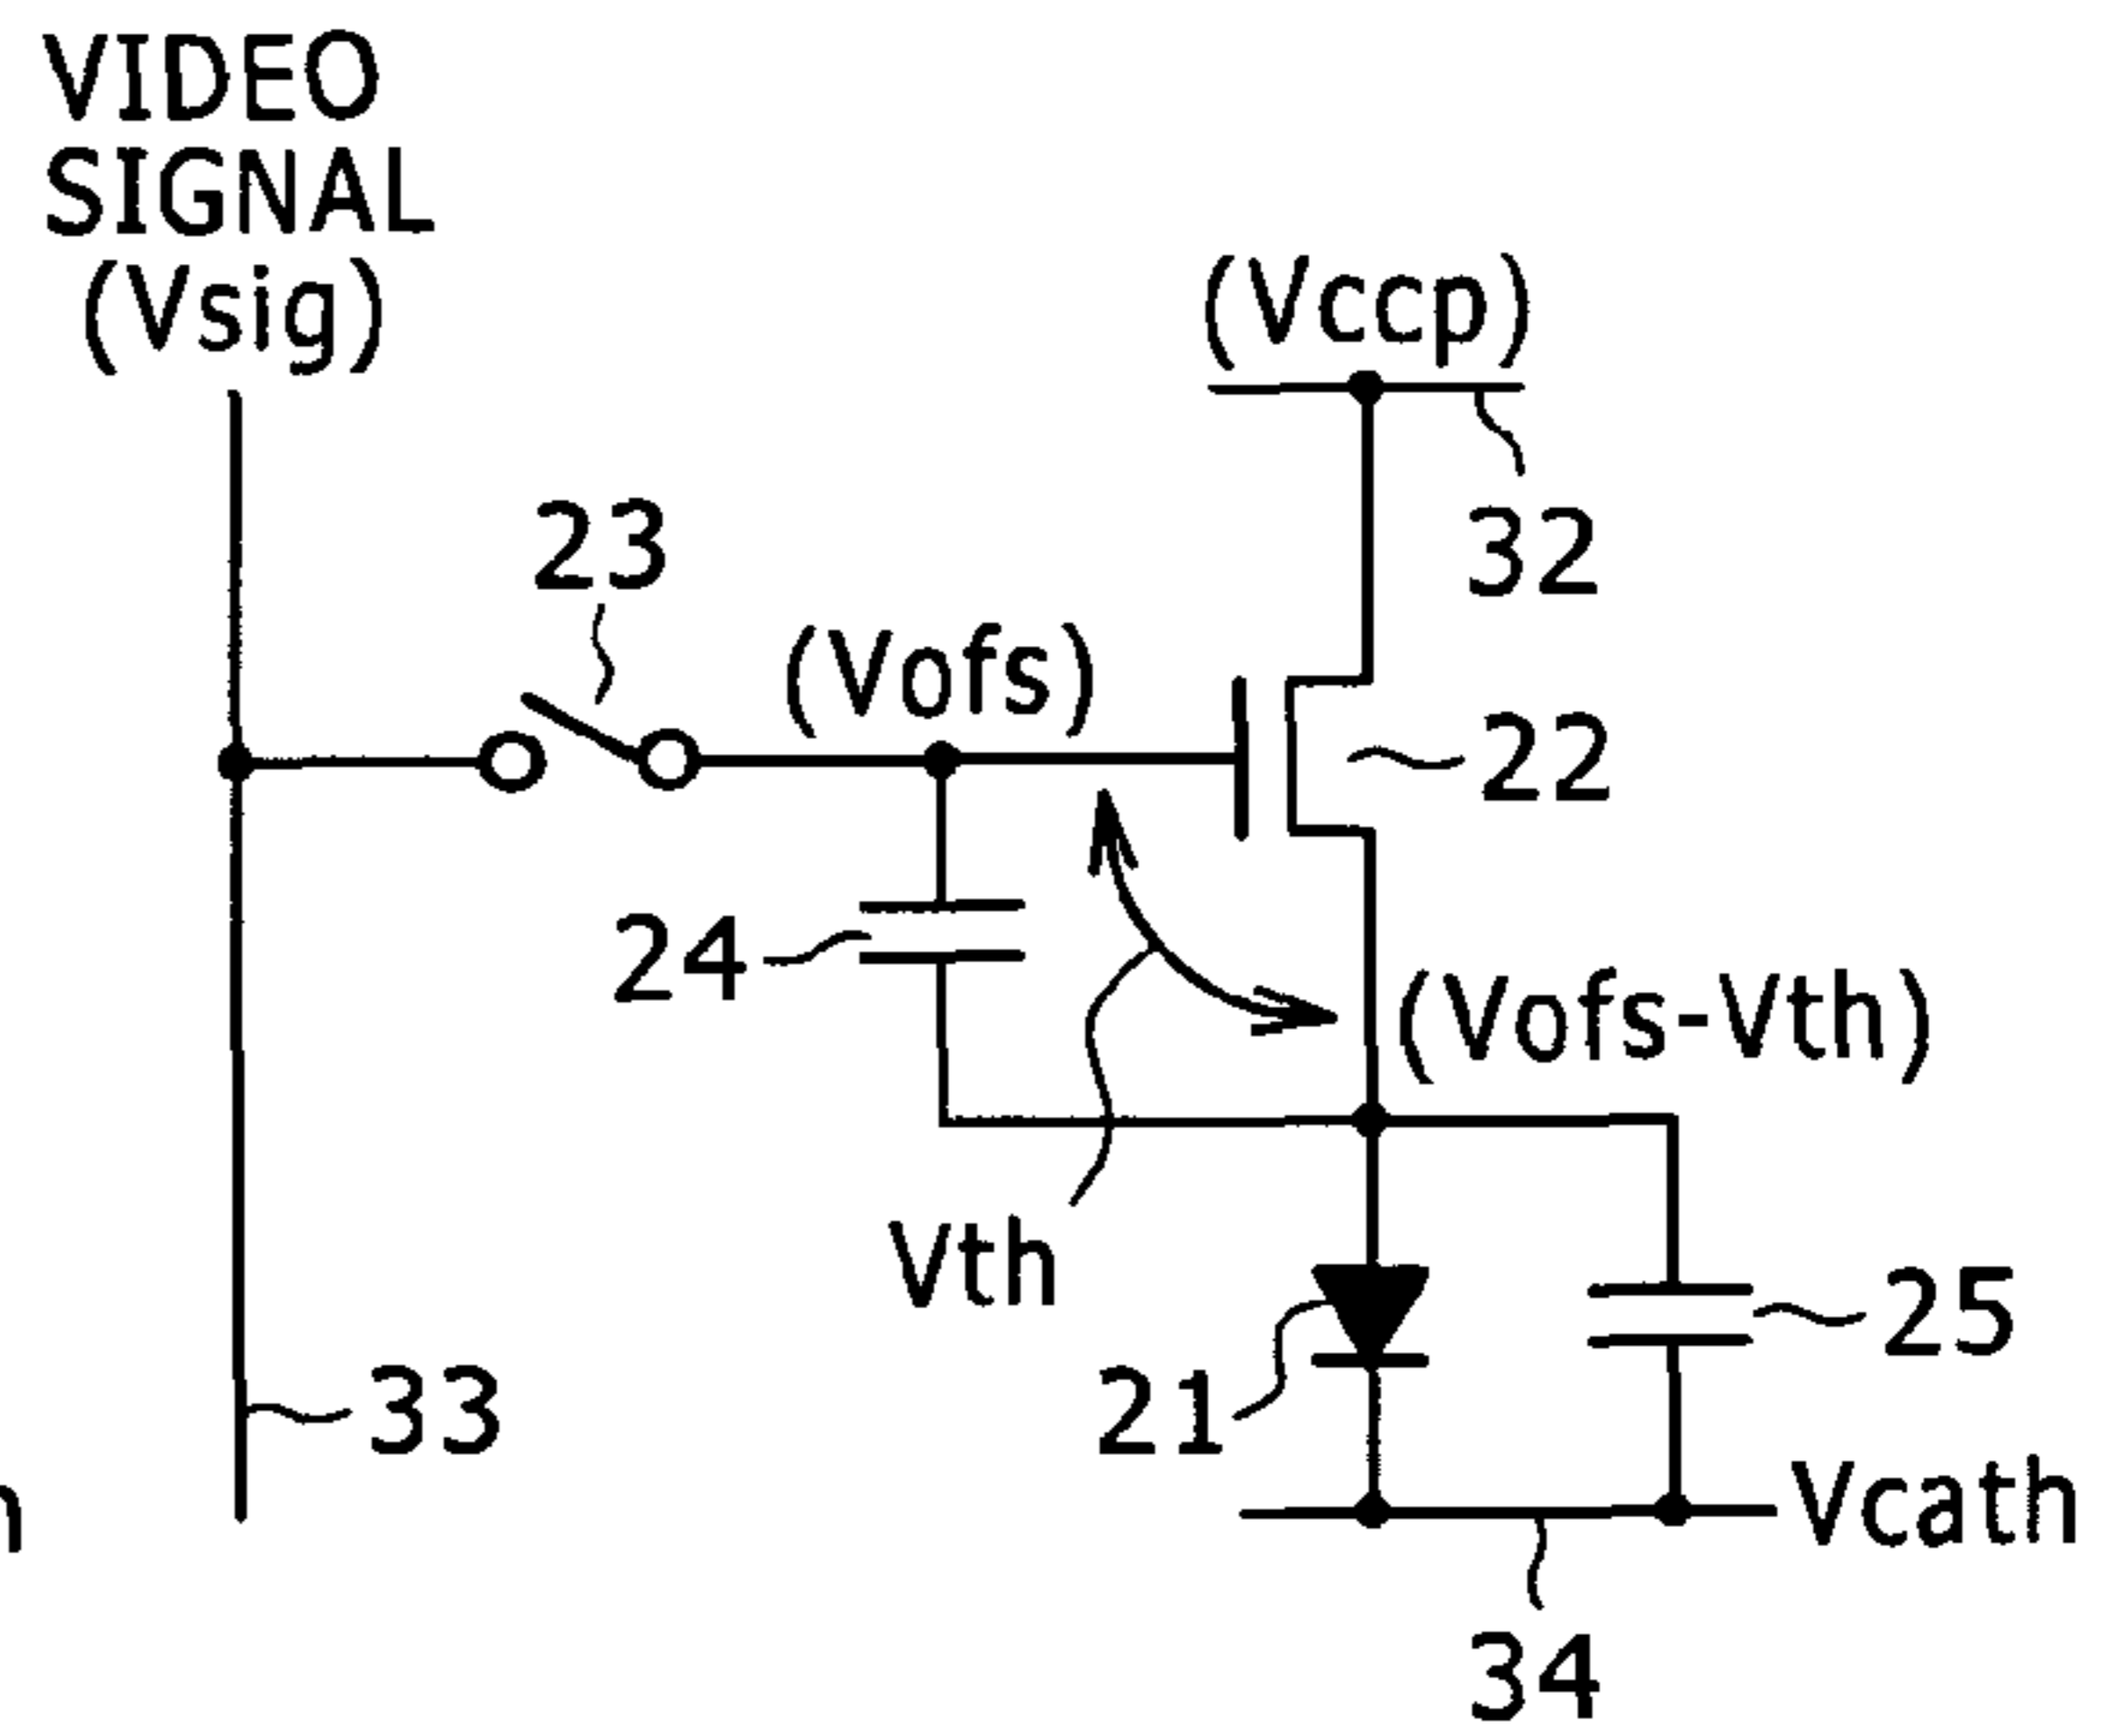 VIDEO
SIGNAL
(Vsig)
(Vccp)
32
23
(Vofs)
22
24
(Vofs-Vth)
Vth
25
21
33
Vcath
34